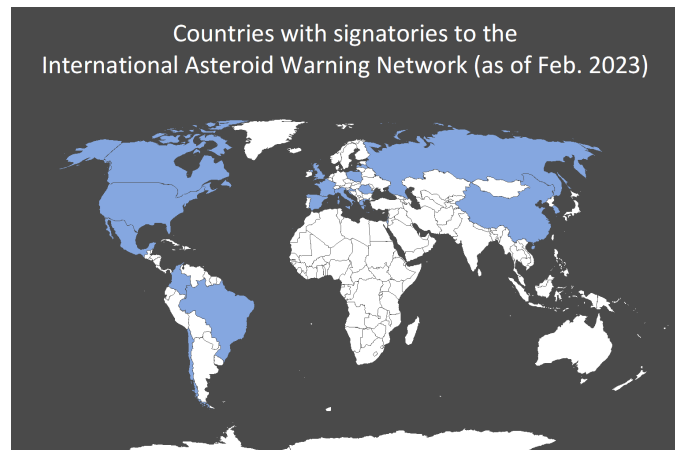 Countries with signatories to the
International Asteroid Warning Network (as of Feb. 2023)